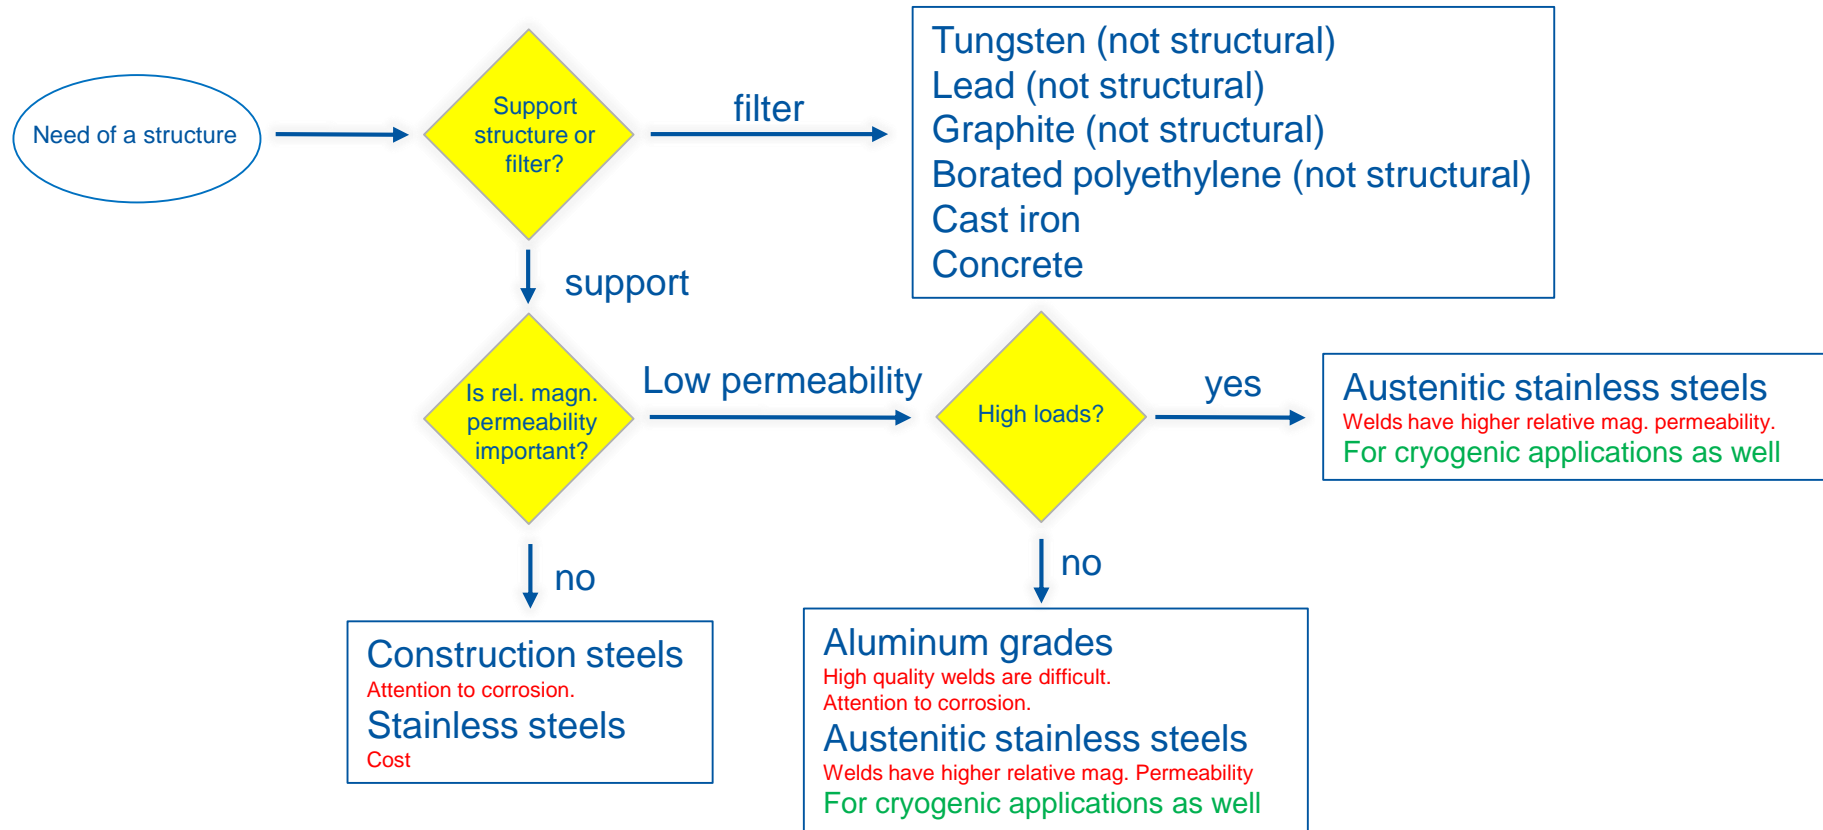 Need of a structure
Support
structure or
filter?
filter
Tungsten (not structural)
Lead (not structural)
Graphite (not structural)
Borated polyethylene (not structural)
Cast iron
Concrete
support
Is rel. magn.
permeability
important?
Low permeability
High loads?
yes
Austenitic stainless steels
Welds have higher relative mag. permeability.
For cryogenic applications as well
no
Construction steels
Attention to corrosion.
Stainless steels
Cost
no
Aluminum grades
High quality welds are difficult.
Attention to corrosion.
Austenitic stainless steels
Welds have higher relative mag. Permeability
For cryogenic applications as well